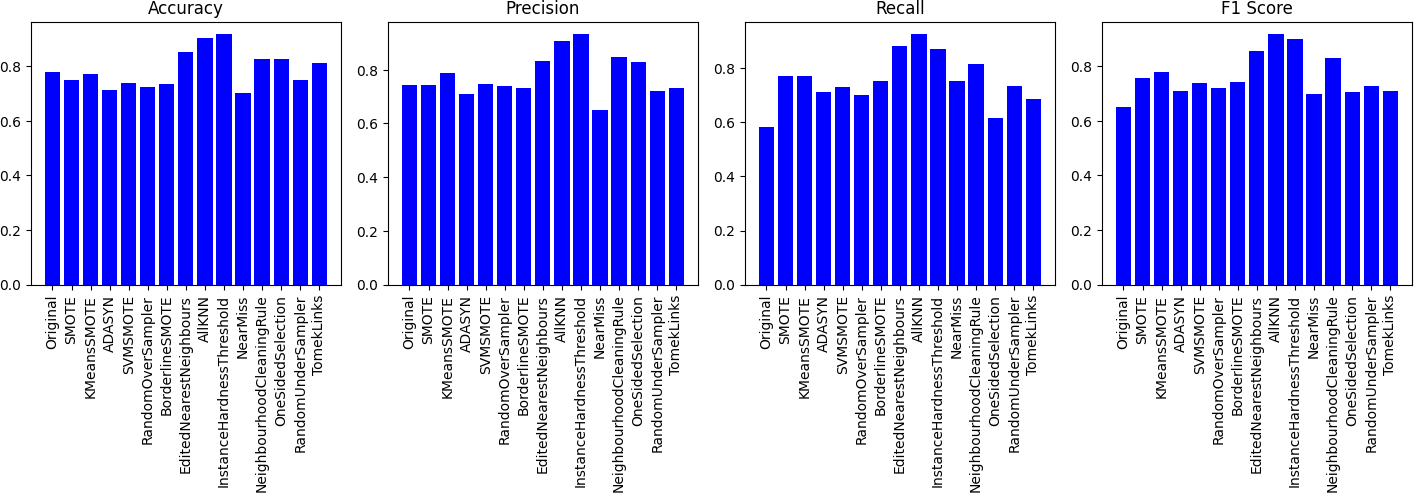 Accuracy
0.8
0.6
0.4
0.2
0.0
Original
SMOTE
KMeansSMOTE
ADASYN
SVMSMOTE
RandomOverSampler
BorderlineSMOTE
EditedNearestNeighbours
AllKNN
InstanceHardnessThreshold
NearMiss
NeighbourhoodCleaningRule
OneSidedSelection
RandomUnderSampler
TomekLinks
Precision
0.8
0.6
0.4
0.2
0.0
Original
SMOTE
KMeansSMOTE
ADASYN
SVMSMOTE
RandomOverSampler
BorderlineSMOTE
EditedNearestNeighbours
AllKNN
InstanceHardnessThreshold
NearMiss
NeighbourhoodCleaningRule
OneSidedSelection
RandomUnderSampler
TomekLinks
Recall
0.8
0.6
0.4
0.2
0.0
Original
SMOTE
KMeansSMOTE
ADASYN
SVMSMOTE
RandomOverSampler
BorderlineSMOTE
EditedNearestNeighbours
AllKNN
InstanceHardnessThreshold
NearMiss
NeighbourhoodCleaningRule
OneSidedSelection
RandomUnderSampler
TomekLinks
F1 Score
0.8
0.6
0.4
0.2
0.0
Original
SMOTE
KMeansSMOTE
ADASYN
SVMSMOTE
RandomOverSampler
BorderlineSMOTE
EditedNearestNeighbours
AllKNN
InstanceHardnessThreshold
NearMiss
NeighbourhoodCleaningRule
OneSidedSelection
RandomUnderSampler
TomekLinks